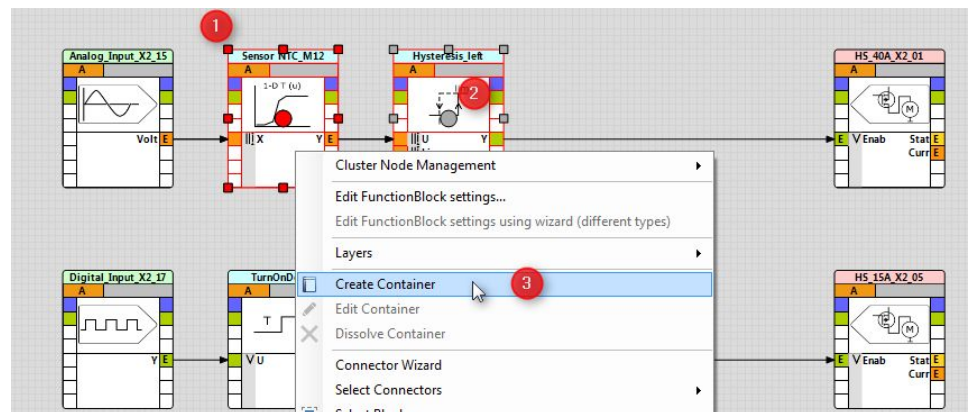 1
Analog_Input_X2_15
Sensor NTC_M12
Hysteresis_left
HS_40A_X2_01
A
A
A
A
1-D T (u)
2
M
Volt E
X Y E
U Y
E V Enab Stat E
Curr E
Cluster Node Management
Edit FunctionBlock settings...
Edit FunctionBlock settings using wizard (different types)
Layers
Digital_Input_X2_17
HS_15A_X2_05
A
A
A
Create Container
3
Edit Container
T
M
Dissolve Container
Y E
V U
E V Enab Stat E
Curr E
Connector Wizard
Select Connectors